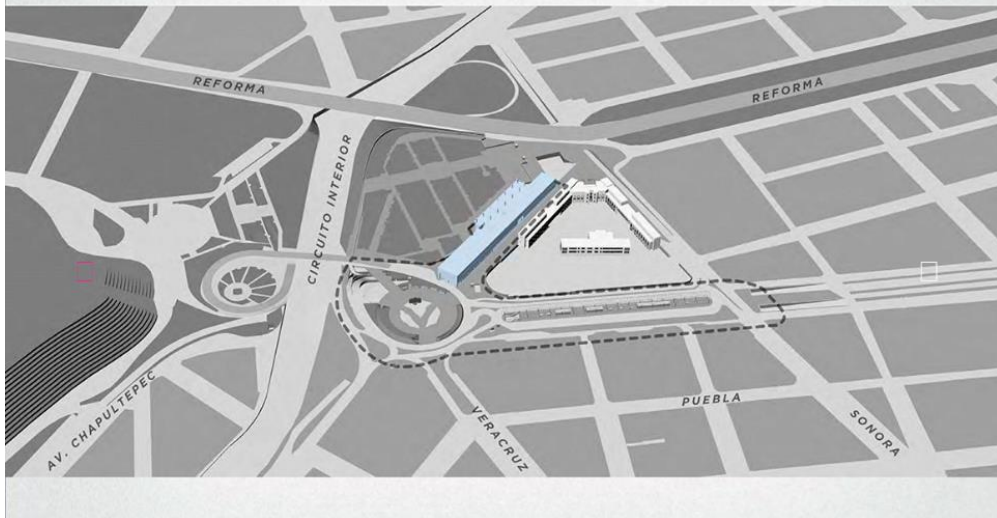 REFORMA
REFORMA
CIRCUITO INTERIOR
AV. CHAPULTEPEC
VERACRUZ
PUEBLA
SONORA